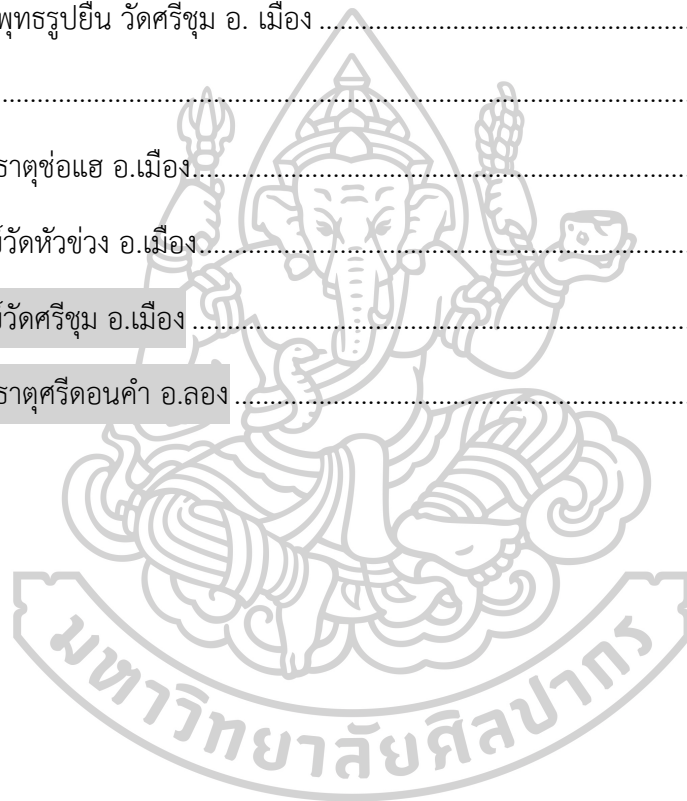 พุทธรูปยืน วัดศรีชุม อ. เมือง ........................................................................
........................................................................................................................
ธาตุช่อแฮ อ.เมือง....................................................................................
วัดหัวข่วง อ.เมือง....................................................................................
วัดศรีชุม อ.เมือง ....................................................................................
ธาตุศรีดอนคำ อ.ลอง ..............................................................................
มหาวิทยาลัยศิลปากร